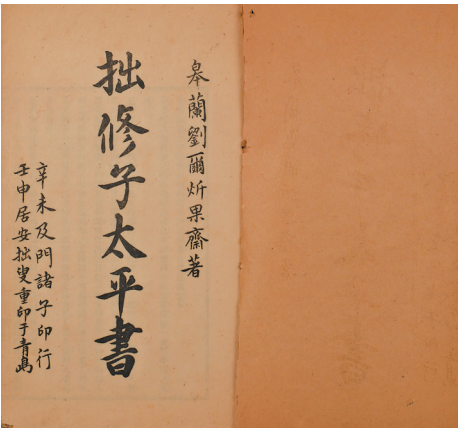 皋蘭劉爾炘果齋著
拙修子太平書
辛未及門諸子印行
壬申居安拙叟重印于青島